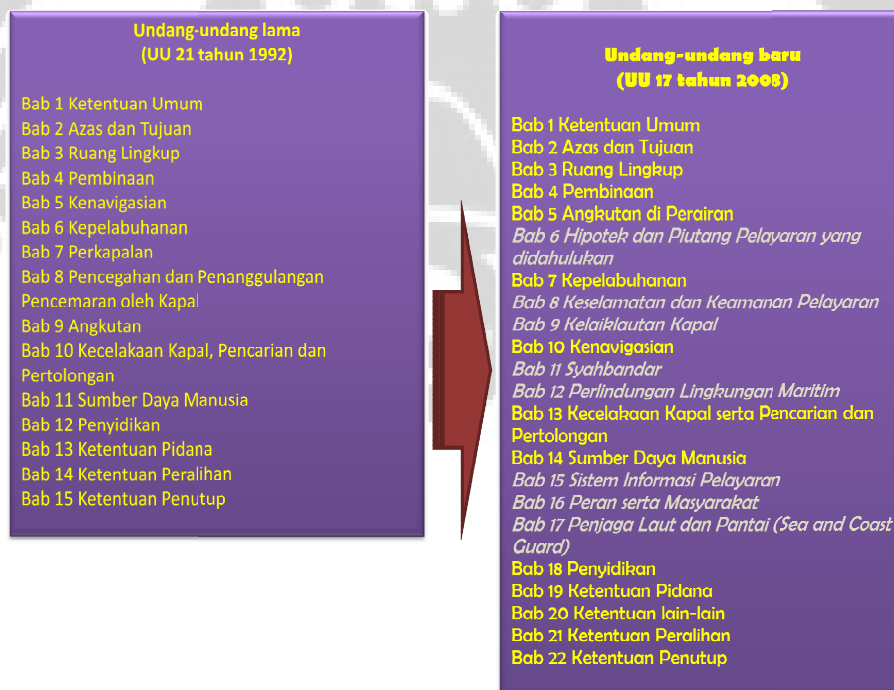 Undang-undang lama
(UU 21 tahun 1992)
Bab 1 Ketentuan Umum
Bab 2 Azas dan Tujuan
Bab 3 Ruang Lingkup
Bab 4 Pembinaan
Bab 5 Kenavigasian
Bab 6 Kepelabuhanan
Bab 7 Perkapalan
Bab 8 Pencegahan dan Penanggulangan
Pencemaran oleh Kapal
Bab 9 Angkutan
Bab 10 Kecelakaan Kapal, Pencarian dan
Pertolongan
Bab 11 Sumber Daya Manusia
Bab 12 Penyidikan
Bab 13 Ketentuan Pidana
Bab 14 Ketentuan Peralihan
Bab 15 Ketentuan Penutup
Undang-undang baru
(UU 17 tahun 2008)
Bab 1 Ketentuan Umum
Bab 2 Azas dan Tujuan
Bab 3 Ruang Lingkup
Bab 4 Pembinaan
Bab 5 Angkutan di Perairan
Bab 6 Hipotek dan Piutang Pelayaran yang
didahulukan
Bab 7 Kepelabuhanan
Bab 8 Keselamatan dan Keamanan Pelayaran
Bab 9 Kelaiklautan Kapal
Bab 10 Kenavigasian
Bab 11 Syahbandar
Bab 12 Perlindungan Lingkungan Maritim
Bab 13 Kecelakaan Kapal serta Pencarian dan
Pertolongan
Bab 14 Sumber Daya Manusia
Bab 15 Sistem Informasi Pelayaran
Bab 16 Peran serta Masyarakat
Bab 17 Penjaga Laut dan Pantai (Sea and Coast
Guard)
Bab 18 Penyidikan
Bab 19 Ketentuan Pidana
Bab 20 Ketentuan lain-lain
Bab 21 Ketentuan Peralihan
Bab 22 Ketentuan Penutup